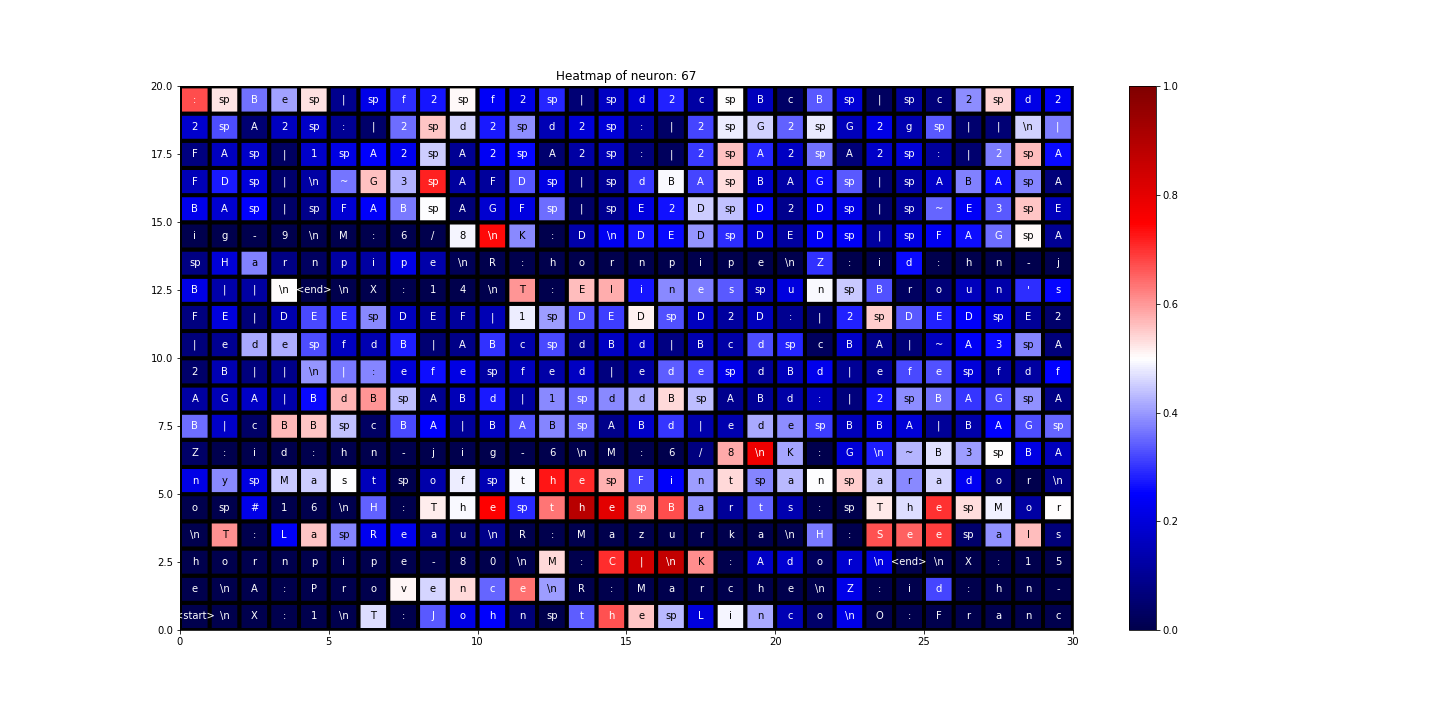 Heatmap of neuron: 67
20.0 : sp B e sp | sp f 2 sp f 2 sp | sp d 2 c sp B c B sp | sp c 2 sp d 2 1.0
2 sp A 2 sp : | 2 sp d 2 sp d 2 sp : | 2 sp G 2 sp G 2 g sp | | \n |
17.5 F A sp | 1 sp A 2 sp A 2 sp A 2 sp : | 2 sp A 2 sp A 2 sp : | 2 sp A
F D sp | \n ~ G 3 sp A F D sp | sp d B A sp B A G sp | sp A B A sp A 0.8
15.0 B A sp | sp F A B sp A G F sp | sp E 2 D sp D 2 D sp | sp ~ E 3 sp E
i g - 9 \n M : 6 / 8 \n K : D \n D E D sp D E D sp | sp F A G sp A
sp H a r n p i p e \n R : h o r n p i p e \n Z : i d : h n - j
12.5 B | | \n <end> \n X : 1 4 \n T : E l i n e s sp u n sp B r o u n ' s 0.6
F E | D E E sp D E F | 1 sp D E D sp D 2 D : | 2 sp D E D sp E 2
10.0 | e d e sp f d B | A B c sp d B d | B c d sp c B A | ~ A 3 sp A
2 B | | \n | : e f e sp f e d | e d e sp d B d | e f e sp f d f
A G A | B d B sp A B d | 1 sp d d B sp A B d : | 2 sp B A G sp A 0.4
7.5 B | c B B sp c B A | B A B sp A B d | e d e sp B B A | B A G sp
Z : i d : h n - j i g - 6 \n M : 6 / 8 \n K : G \n ~ B 3 sp B A
5.0 n y sp M a s t sp o f sp t h e sp F i n t sp a n sp a r a d o r \n
o sp # 1 6 \n H : T h e sp t h e sp B a r t s : sp T h e sp M o r 0.2
\n T : L a sp R e a u \n R : M a z u r k a \n H : S e e sp a l s
2.5 h o r n p i p e - 8 0 \n M : C | \n K : A d o r \n <end> \n X : 1 5
e \n A : P r o v e n c e \n R : M a r c h e \n Z : i d : h n -
0.0 <start> \n X : 1 \n T : J o h n sp t h e sp L i n c o \n O : F r a n c 0.0
0 5 10 15 20 25 30